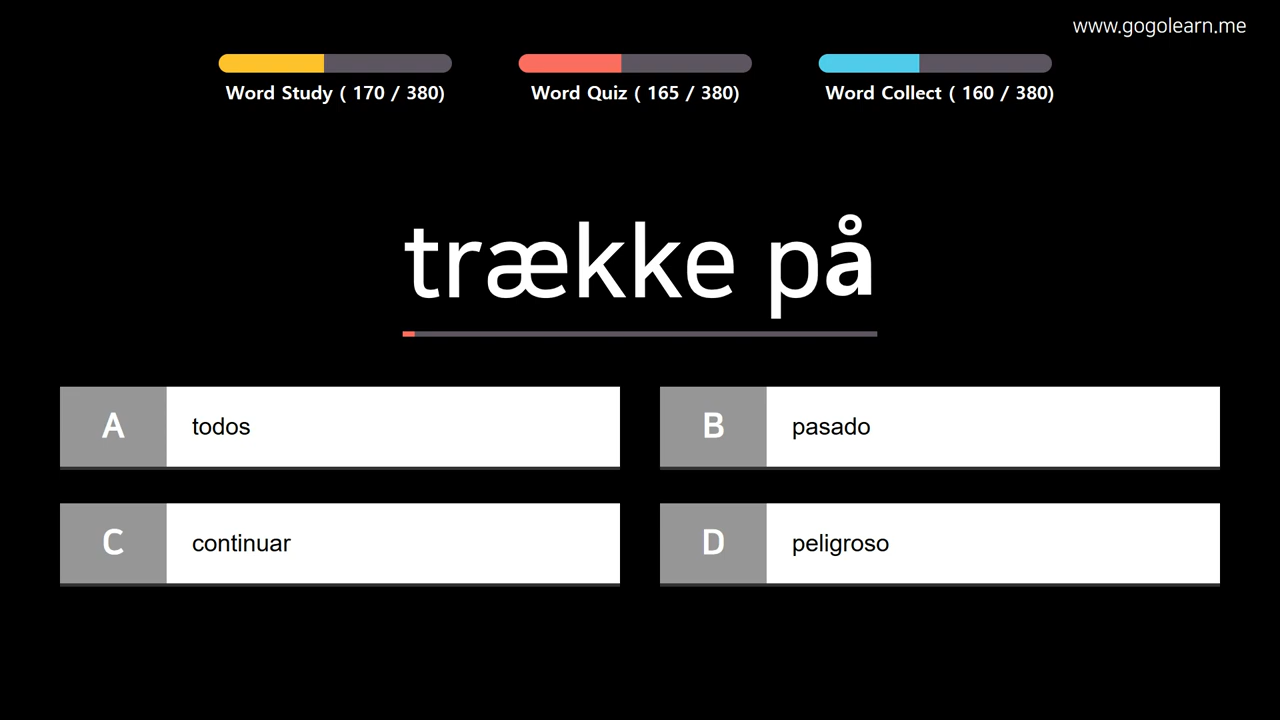 www.gogolearn.me
Word Study ( 170 / 380)
Word Quiz ( 165 / 380)
Word Collect ( 160 / 380)
trække på
A todos
B pasado
C continuar
D peligroso